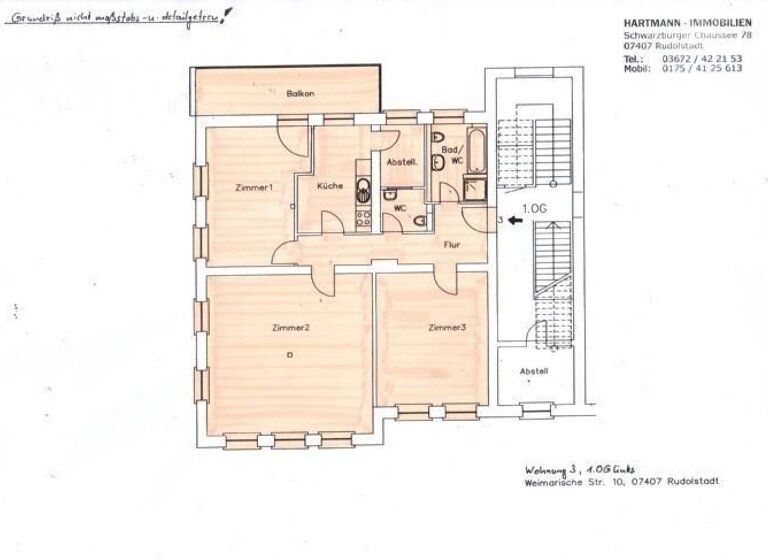 Grundriß nicht maßstabs-u. detailgetreu!
HARTMANN - IMMOBILIEN
Schwarzburger Chaussee 78
07407 Rudolstadt
Tel.: 03672 / 42 21 53
Mobil: 0175 / 41 25 613
Balkon
Zimmer1
Küche
Abstell.
Bad/
WC
WC
3
1.OG
Flur
Zimmer2
Zimmer3
Abstell
Wohnung 3, 1.OG links
Weimarische Str. 10, 07407 Rudolstadt